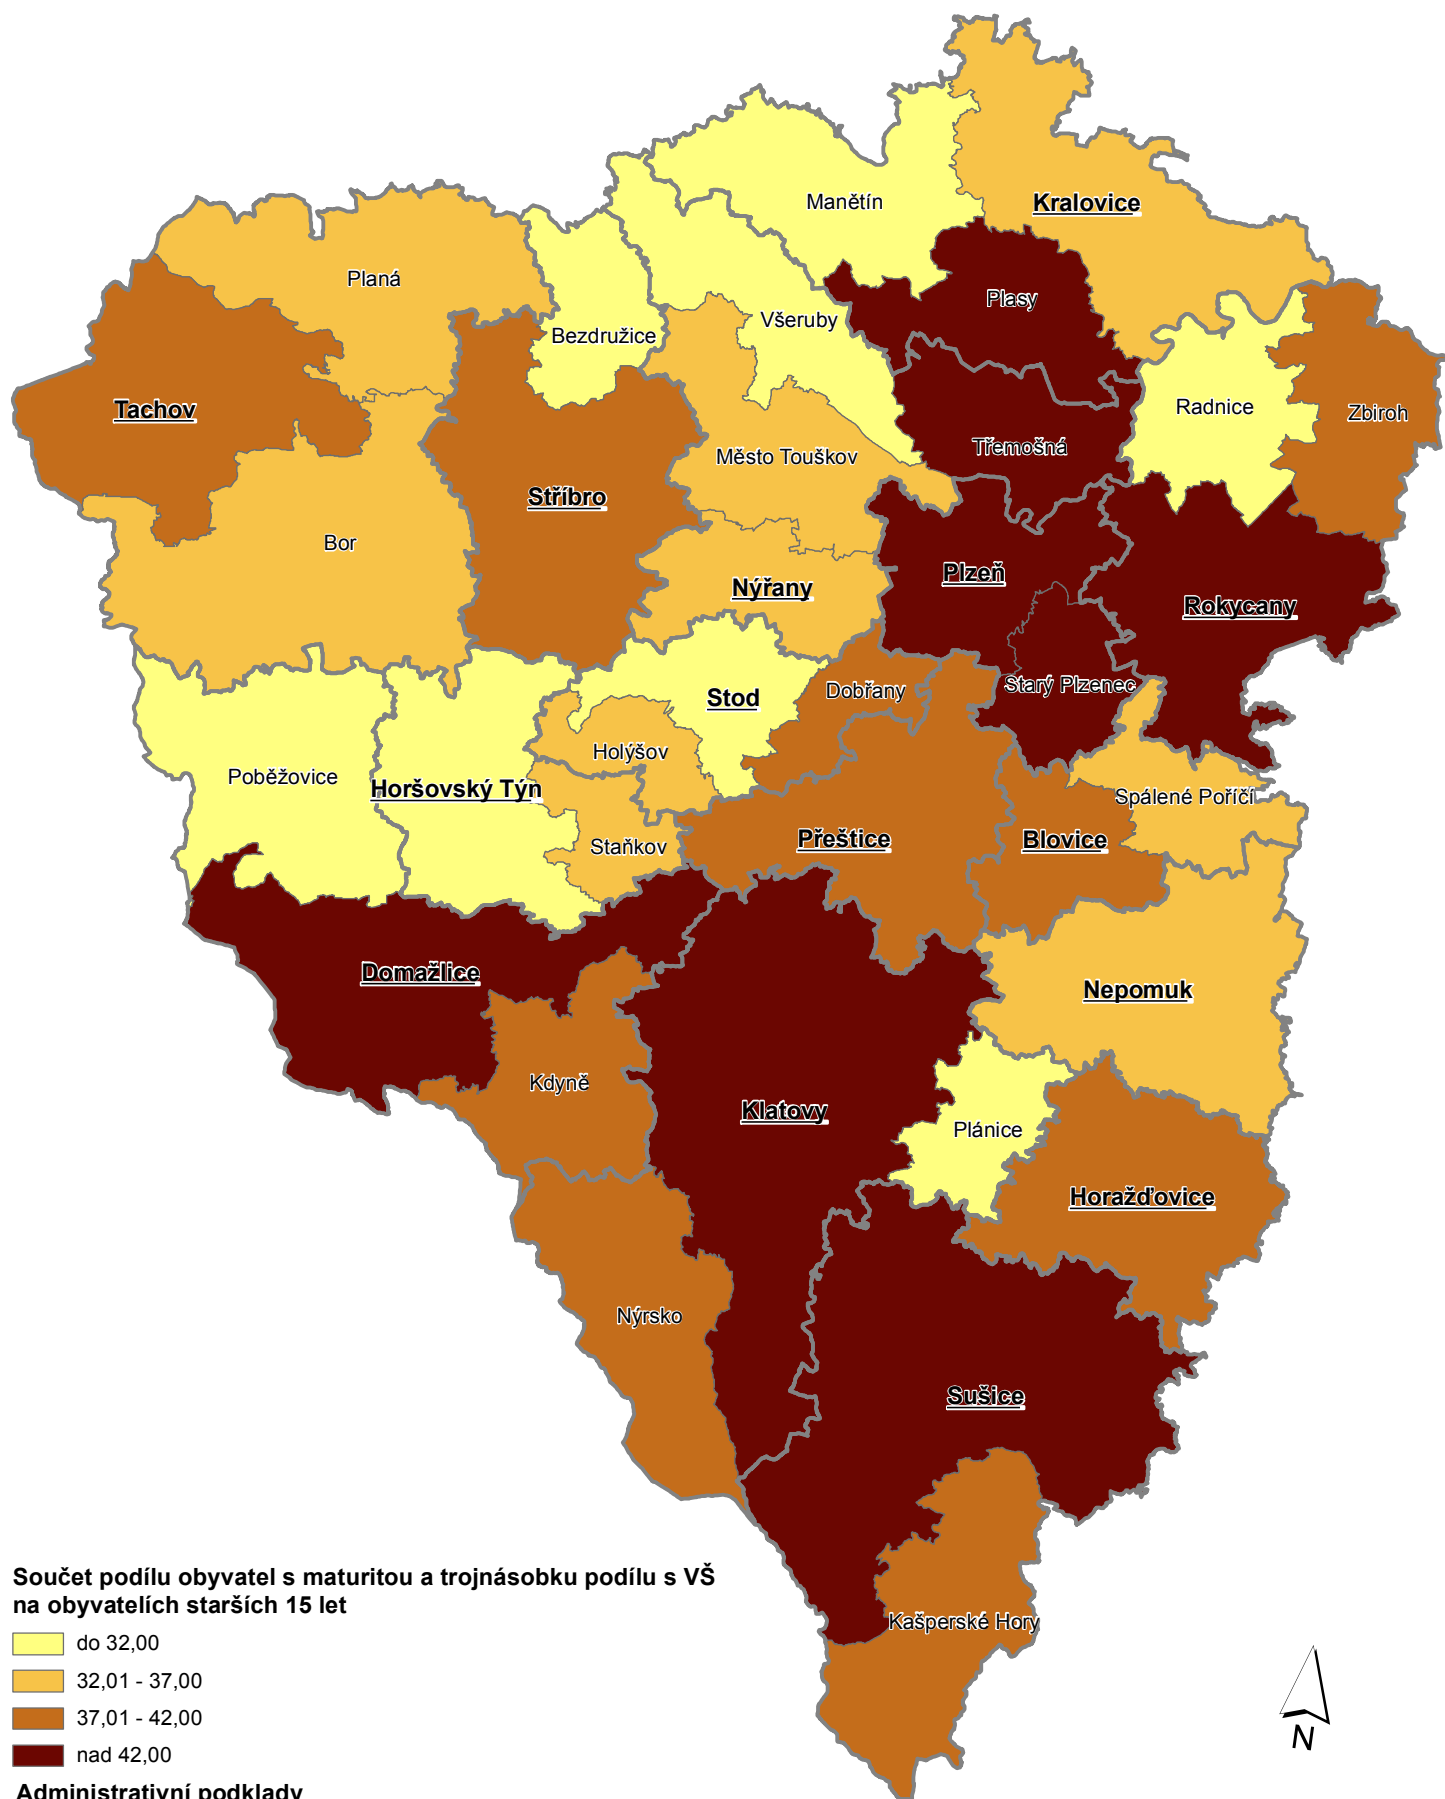 Manětín
Kralovice
Planá
Plasy
Všeruby
Bezdružice
Tachov
Radnice
Zbiroh
Třemošná
Město Touškov
Stříbro
Bor
Plzeň
Nýřany
Rokycany
Starý Plzenec
Dobřany
Stod
Holýšov
Poběžovice
Horšovský Týn
Spálené Poříčí
Přeštice
Blovice
Staňkov
Domažlice
Nepomuk
Kdyně
Klatovy
Plánice
Horažďovice
Nýrsko
Sušice
Kašperské Hory
Součet podílu obyvatel s maturitou a trojnásobku podílu s VŠ
na obyvatelích starších 15 let
do 32,00
32,01 - 37,00
37,01 - 42,00
nad 42,00
Administrativní podklady
N